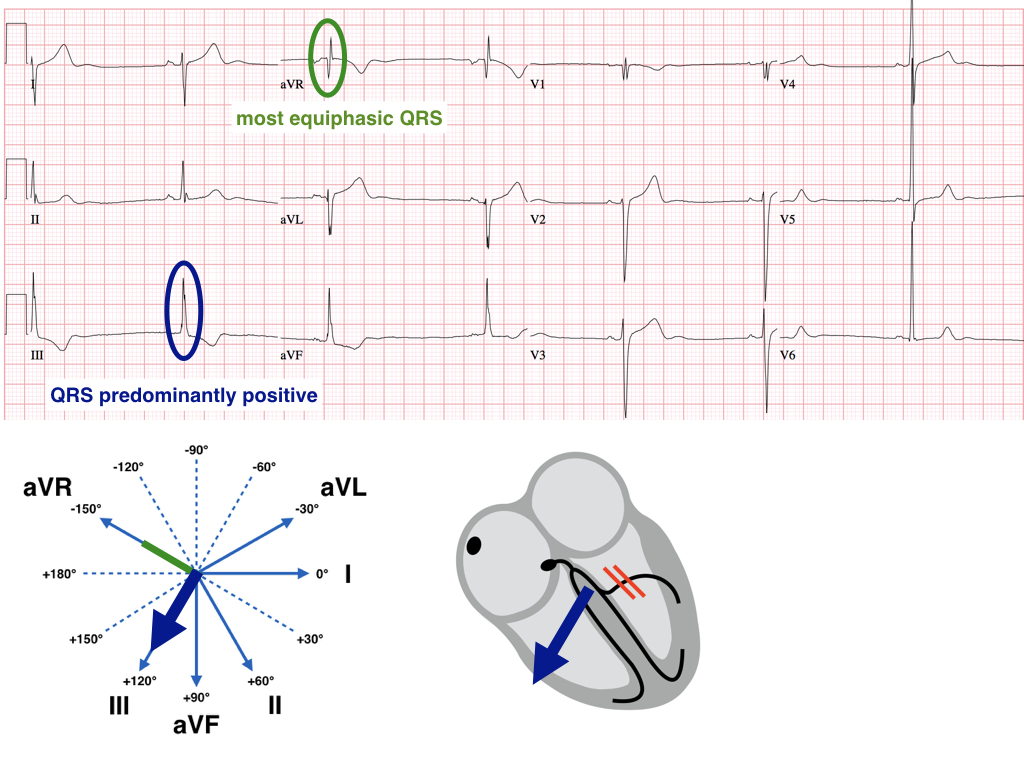 I
aVR
V1
V4
most equiphasic QRS
II
aVL
V2
V5
III
aVF
V3
V6
QRS predominantly positive
-90°
-120°
-60°
aVR
aVL
-150°
-30°
+180°
0°
I
+150°
+30°
+120°
+60°
+90°
III
II
aVF